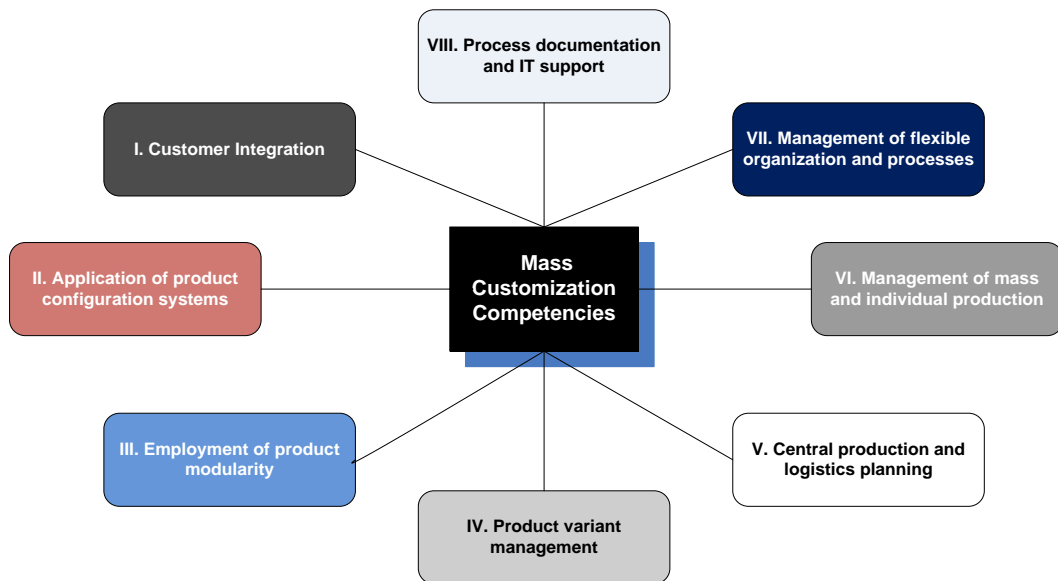 VIII. Process documentation
and IT support
I. Customer Integration
VII. Management of flexible
organization and processes
II. Application of product
configuration systems
Mass
Customization
Competencies
VI. Management of mass
and individual production
III. Employment of product
modularity
V. Central production and
logistics planning
IV. Product variant
management